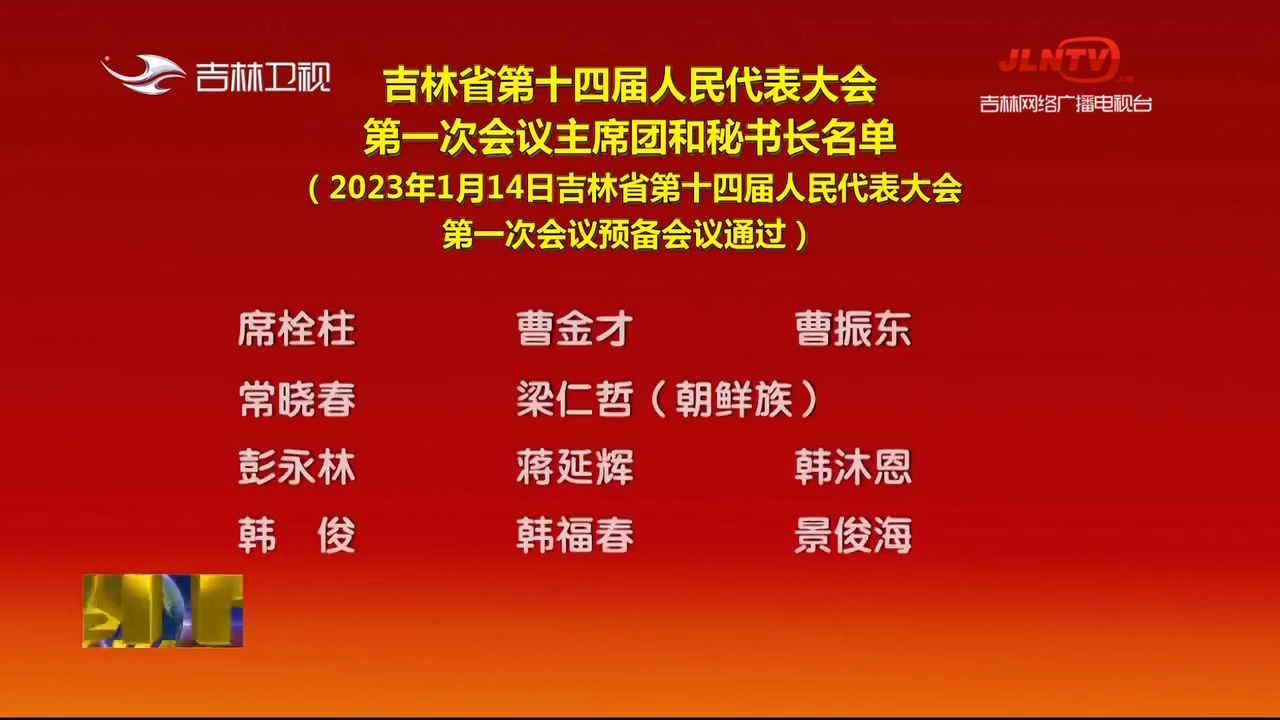 吉林卫视
JLNTV.com
吉林网络广播电视台
吉林省第十四届人民代表大会
第一次会议主席团和秘书长名单
（2023年1月14日吉林省第十四届人民代表大会
第一次会议预备会议通过）
席栓柱 曹金才 曹振东
常晓春 梁仁哲（朝鲜族）
彭永林 蒋延辉 韩沐恩
韩 俊 韩福春 景俊海